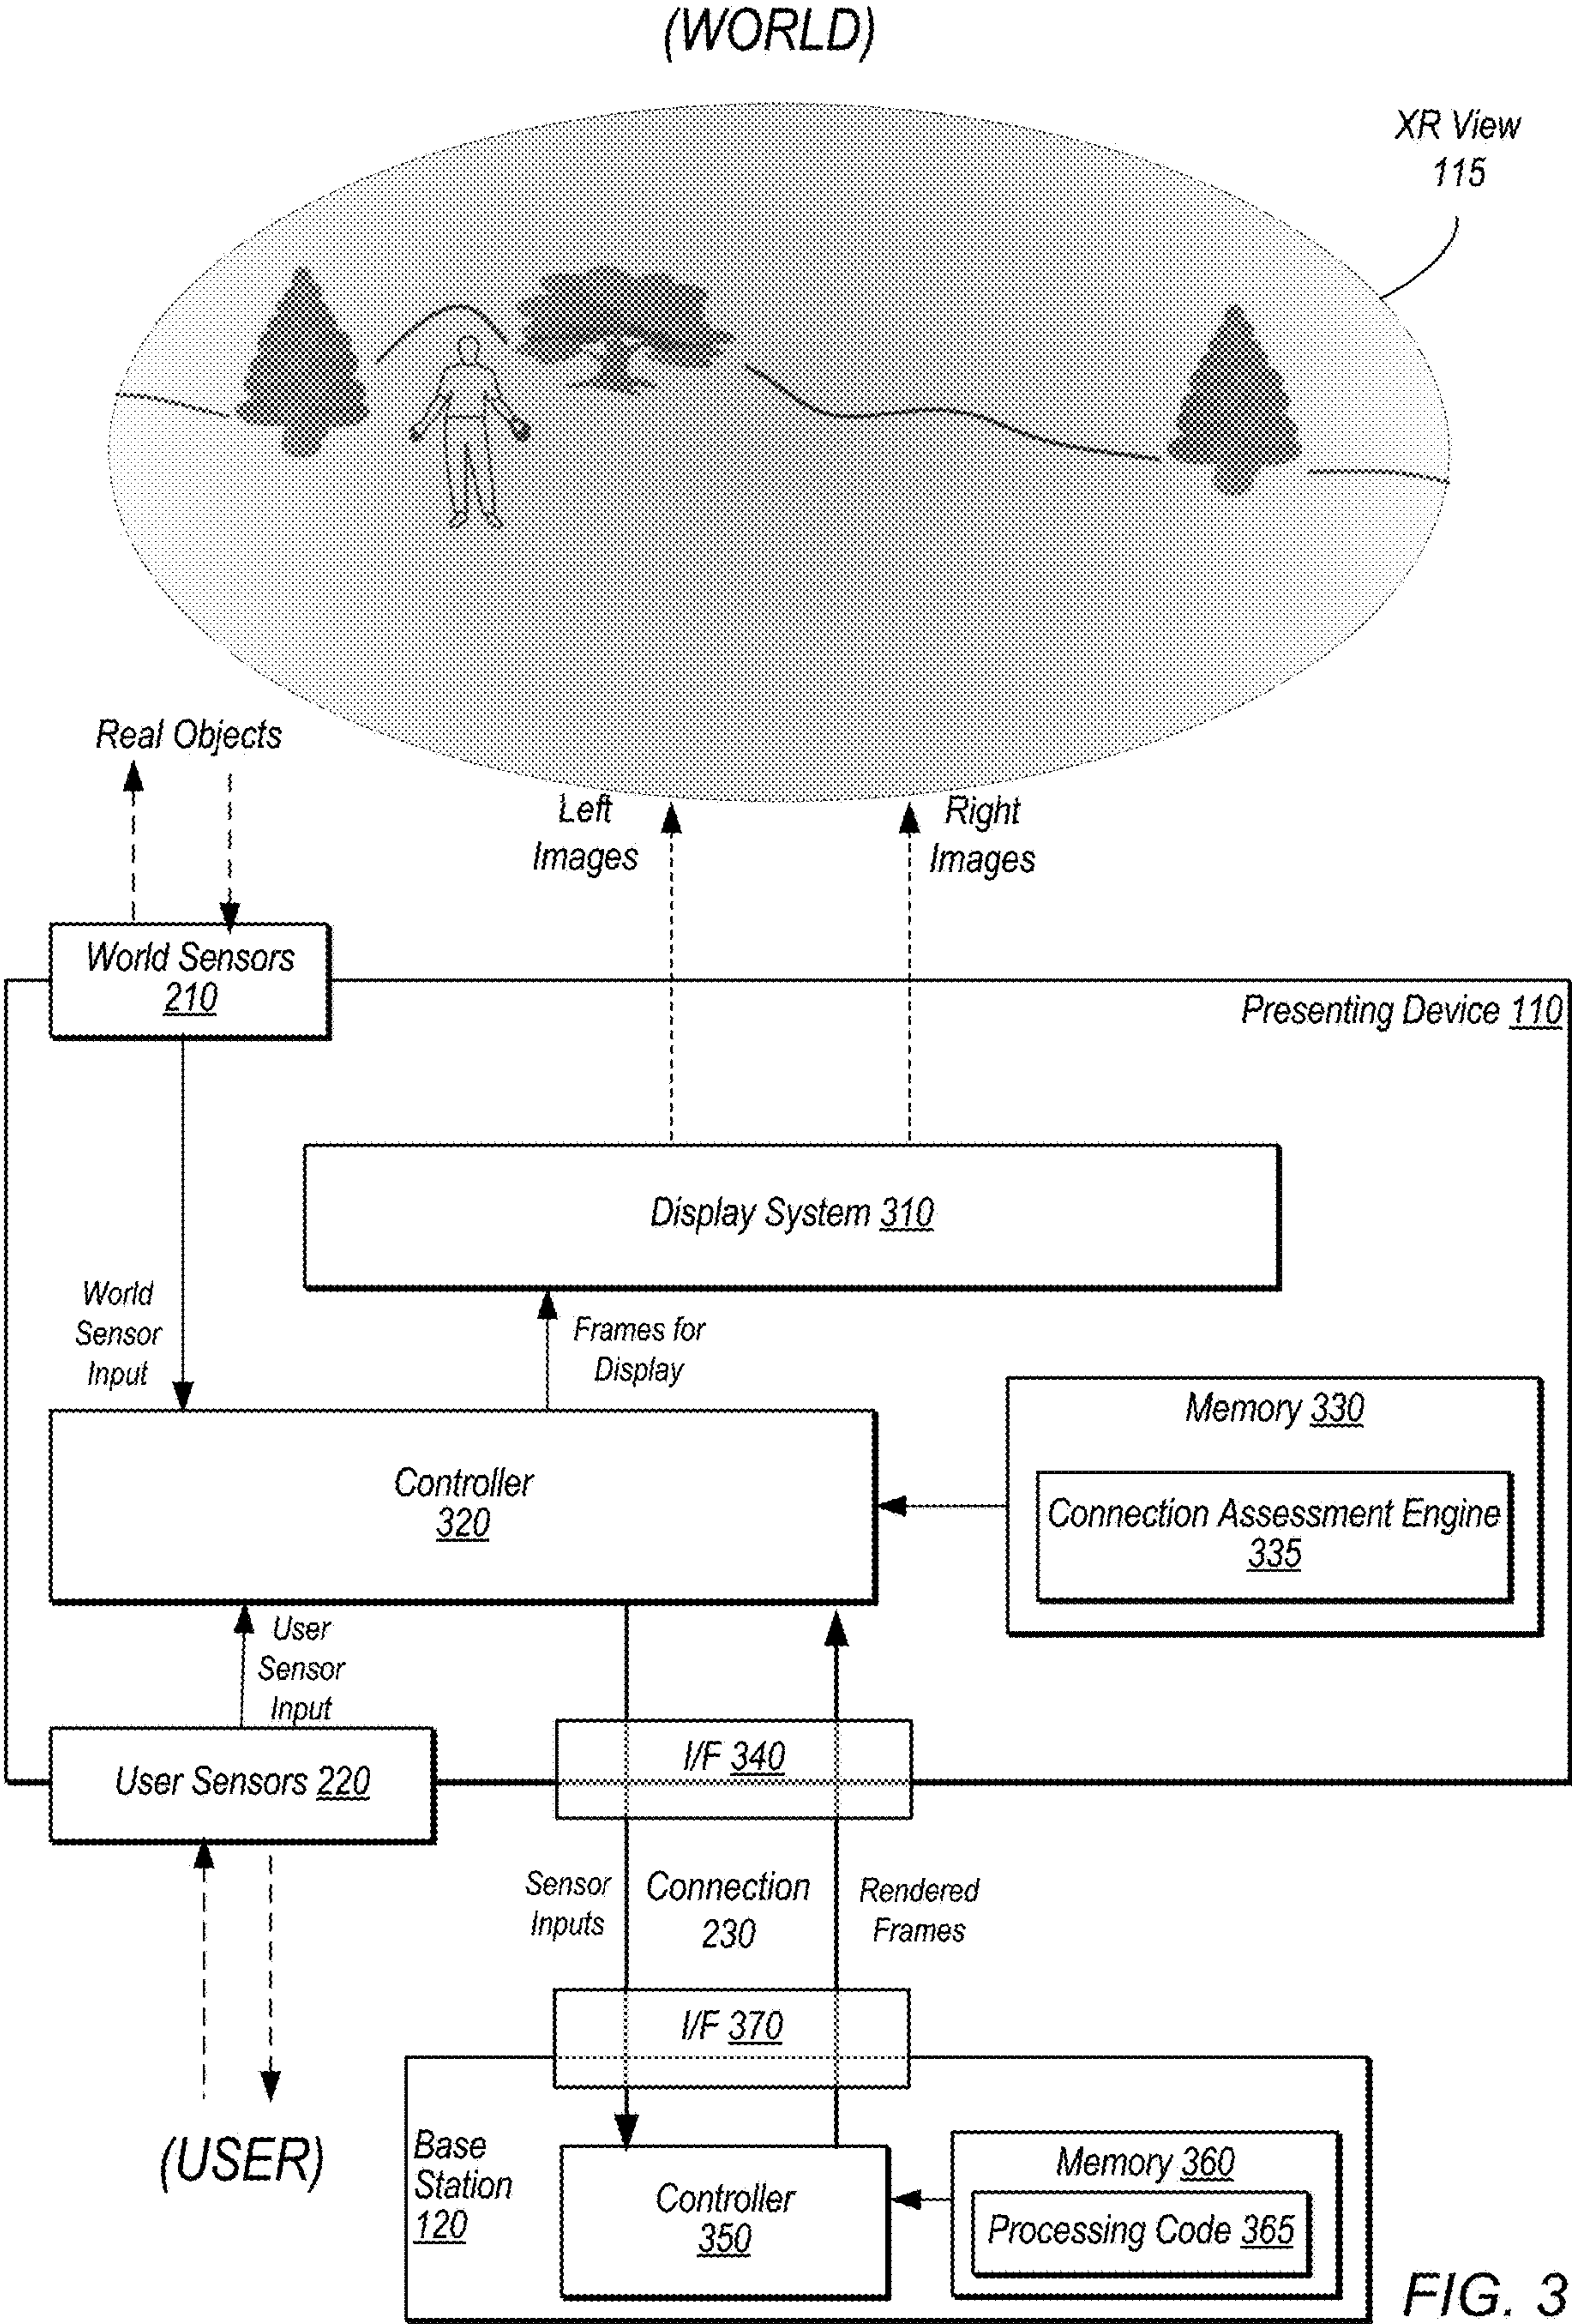 (WORLD)
XR View
115
Real Objects
Left
Images
Right
Images
World Sensors
210
Presenting Device 110
Display System 310
World
Sensor
Input
Frames for
Display
Memory 330
Controller
320
Connection Assessment Engine
335
User
Sensor
Input
I/F 340
User Sensors 220
Sensor
Inputs
Connection
230
Rendered
Frames
I/F 370
(USER)
Base
Station
120
Controller
350
Memory 360
Processing Code 365
FIG. 3